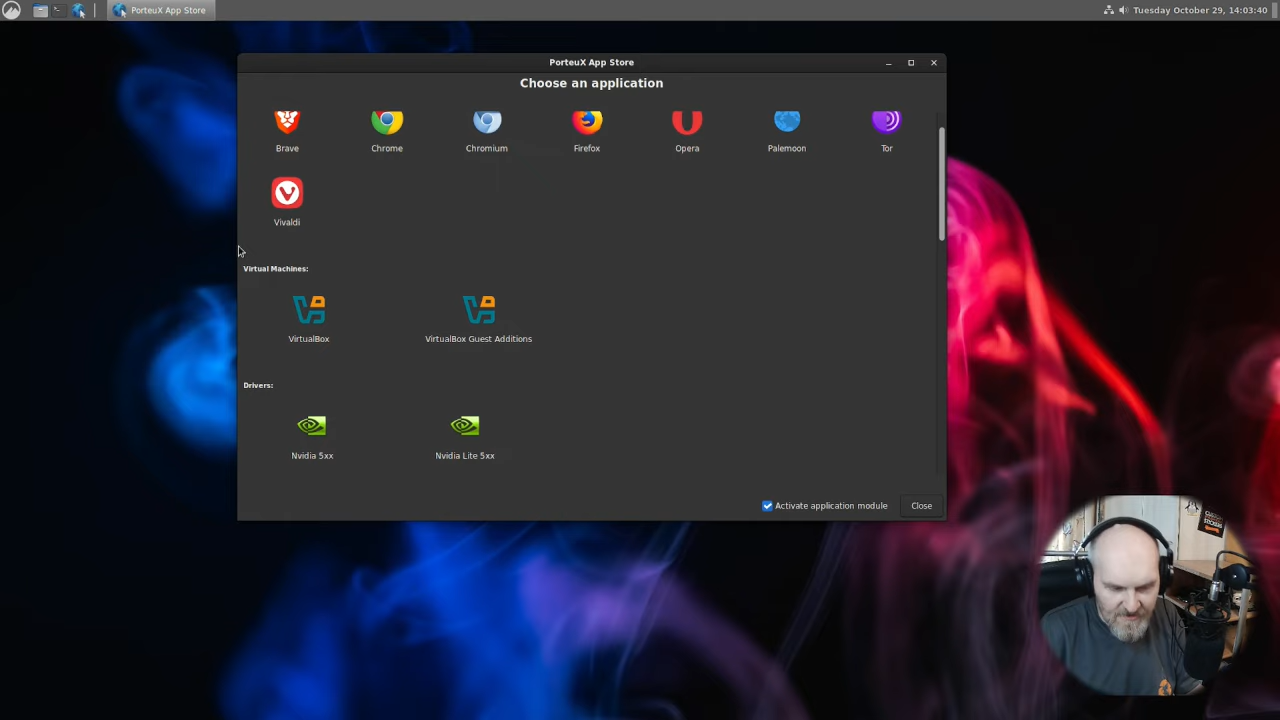 PorteuX App Store
Tuesday October 29, 14:03:40
PorteuX App Store
Choose an application
Brave
Chrome
Chromium
Firefox
Opera
Palemoon
Tor
Vivaldi
Virtual Machines:
VirtualBox
VirtualBox Guest Additions
Drivers:
Nvidia 5xx
Nvidia Lite 5xx
Activate application module
Close